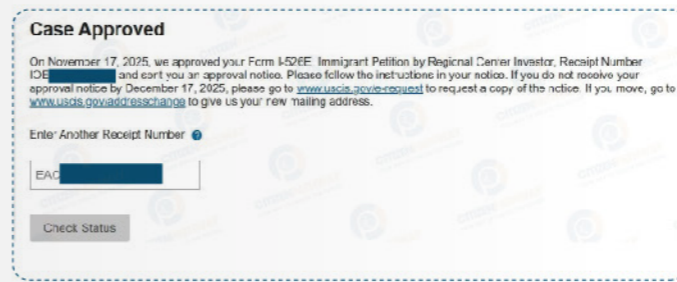 Case Approved
On November 17, 2025, we approved your Form I-526E, Immigrant Petition by Regional Center Investor, Receipt Number
IOE and sent you an approval notice. Please follow the instructions in your notice. If you do not receive your
approval notice by December 17, 2025, please go to www.uscis.gov/e-request to request a copy of the notice. If you move, go to
www.uscis.gov/addresschange to give us your new mailing address.
Enter Another Receipt Number
EAC
Check Status